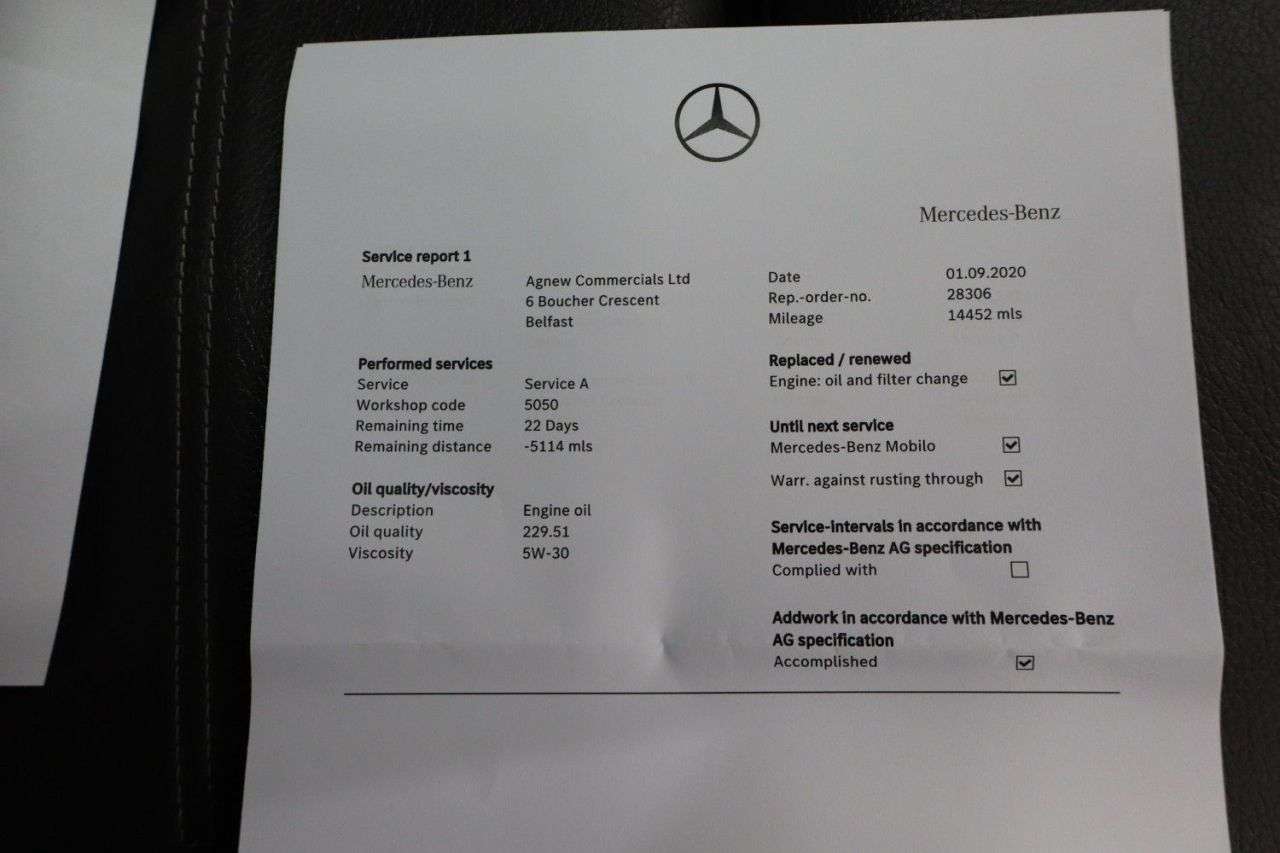 Mercedes-Benz
Service report 1
Mercedes-Benz
Agnew Commercials Ltd
6 Boucher Crescent
Belfast
Date 01.09.2020
Rep.-order-no. 28306
Mileage 14452 mls
Performed services
Service Service A
Workshop code 5050
Remaining time 22 Days
Remaining distance -5114 mls
Oil quality/viscosity
Description Engine oil
Oil quality 229.51
Viscosity 5W-30
Replaced / renewed
Engine: oil and filter change
Until next service
Mercedes-Benz Mobilo
Warr. against rusting through
Service-intervals in accordance with
Mercedes-Benz AG specification
Complied with
Addwork in accordance with Mercedes-Benz
AG specification
Accomplished